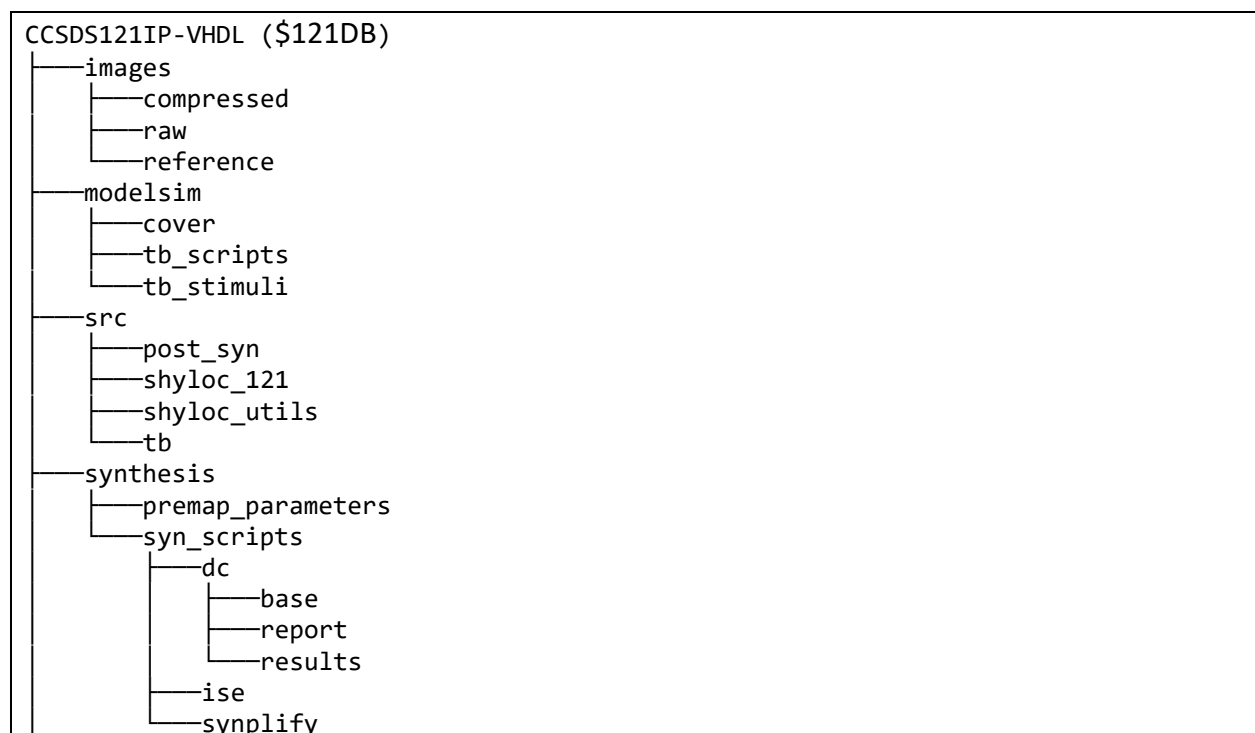 CCSDS121IP-VHDL ($121DB)
├───images
│   ├───compressed
│   ├───raw
│   └───reference
├───modelsim
│   ├───cover
│   ├───tb_scripts
│   └───tb_stimuli
├───src
│   ├───post_syn
│   ├───shyloc_121
│   ├───shyloc_utils
│   └───tb
├───synthesis
│   ├───premap_parameters
│   └───syn_scripts
│       ├───dc
│       │   ├───base
│       │   ├───report
│       │   └───results
│       ├───ise
│       └───synplify